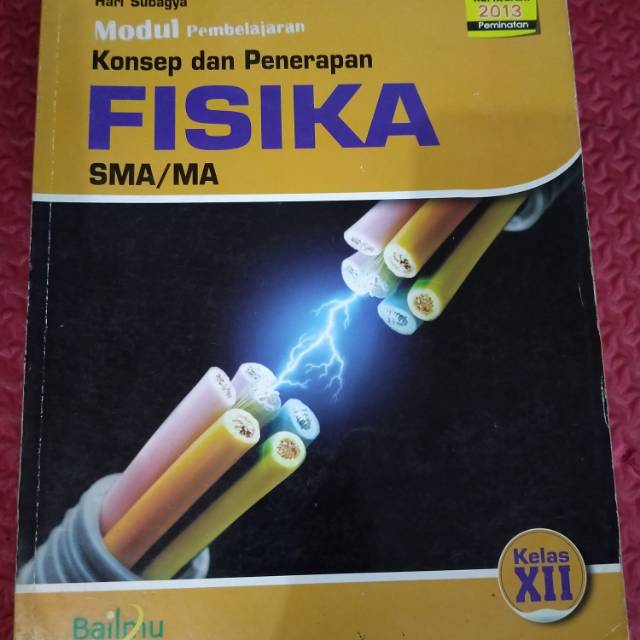 Hari Subagya
Modul Pembelajaran
2013
Peminatan
Konsep dan Penerapan
FISIKA
SMA/MA
Kelas
XII
Bailmu